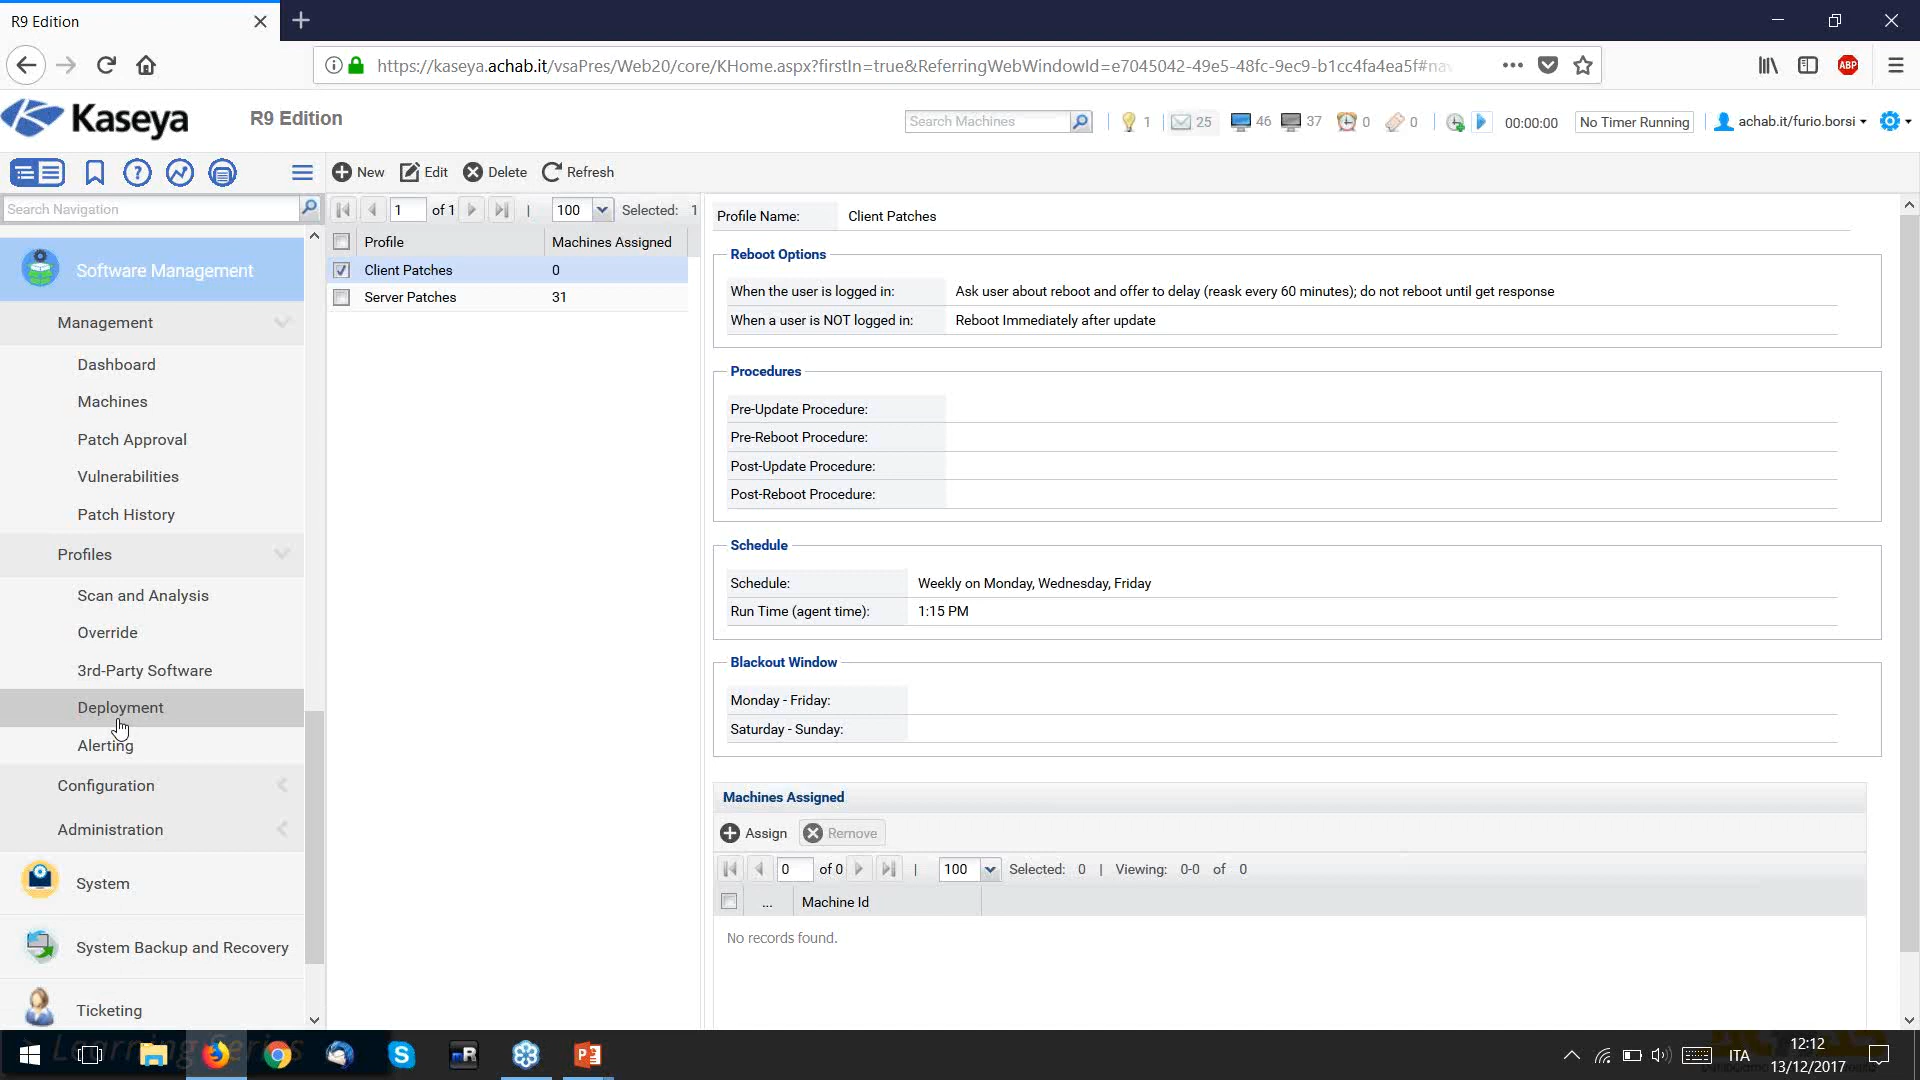 R9 Edition
https://kaseya.achab.it/vsaPres/Web20/core/KHome.aspx?firstIn=true&ReferringWebWindowId=e7045042-49e5-48fc-9ec9-b1cc4fa4ea5f#nav
ABP
Kaseya
R9 Edition
Search Machines
1
25
46
37
0
0
00:00:00
No Timer Running
achab.it/furio.borsi
New
Edit
Delete
Refresh
Search Navigation
1 of 1 | 100 Selected: 1
Software Management
Management
Dashboard
Machines
Patch Approval
Vulnerabilities
Patch History
Profiles
Scan and Analysis
Override
3rd-Party Software
Deployment
Alerting
Configuration
Administration
System
System Backup and Recovery
Ticketing
Profile Machines Assigned
Client Patches 0
Server Patches 31
Profile Name: Client Patches
Reboot Options
When the user is logged in: Ask user about reboot and offer to delay (reask every 60 minutes); do not reboot until get response
When a user is NOT logged in: Reboot Immediately after update
Procedures
Pre-Update Procedure:
Pre-Reboot Procedure:
Post-Update Procedure:
Post-Reboot Procedure:
Schedule
Schedule: Weekly on Monday, Wednesday, Friday
Run Time (agent time): 1:15 PM
Blackout Window
Monday - Friday:
Saturday - Sunday:
Machines Assigned
Assign
Remove
0 of 0 | 100 Selected: 0 | Viewing: 0-0 of 0
... Machine Id
No records found.
Learning Series
ITA
12:12
13/12/2017